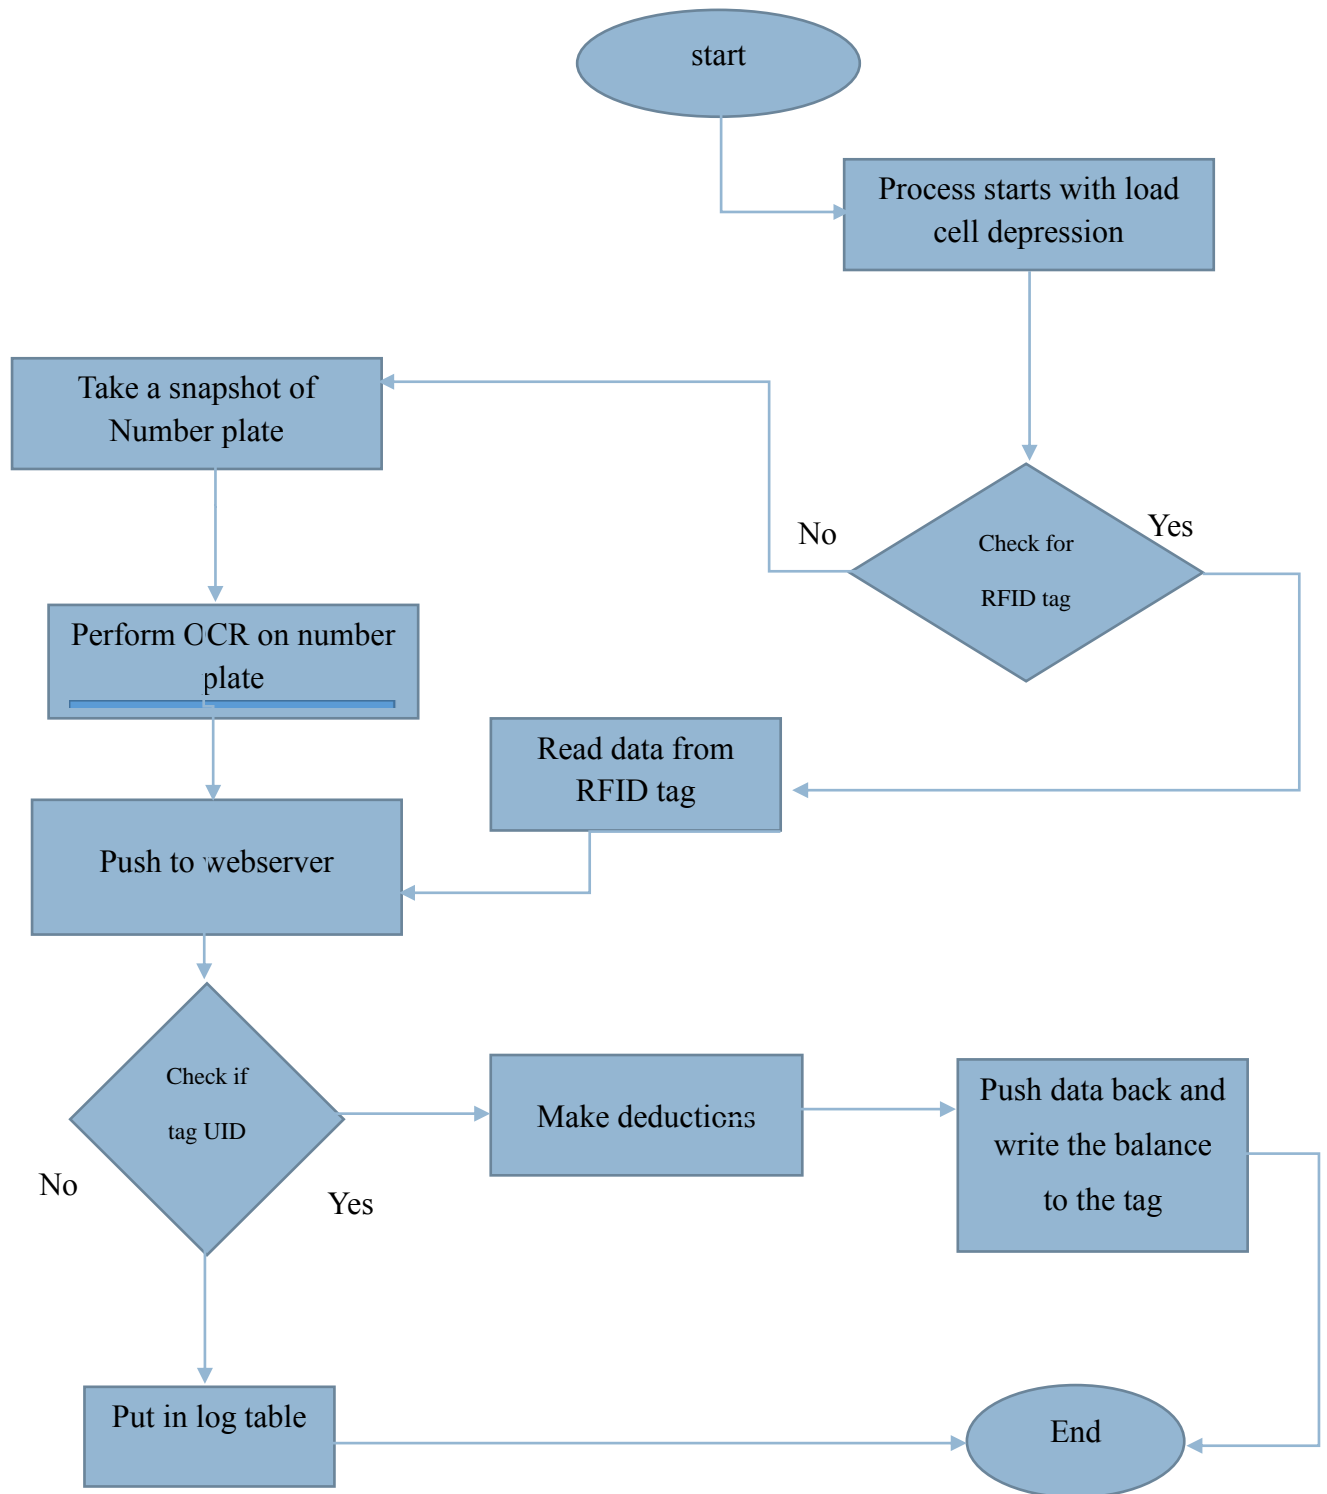 start
Process starts with load
cell depression
Take a snapshot of
Number plate
No
Yes
Check for
RFID tag
Perform OCR on number
plate
Read data from
RFID tag
Push to webserver
Check if
tag UID
No
Yes
Make deductions
Push data back and
write the balance
to the tag
Put in log table
End